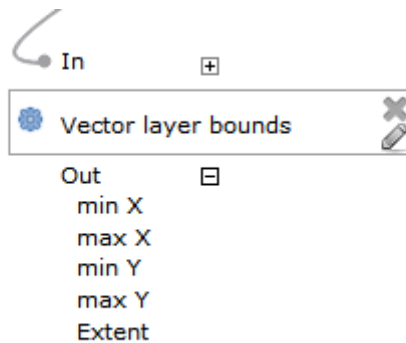 In
Vector layer bounds
Out
min X
max X
min Y
max Y
Extent